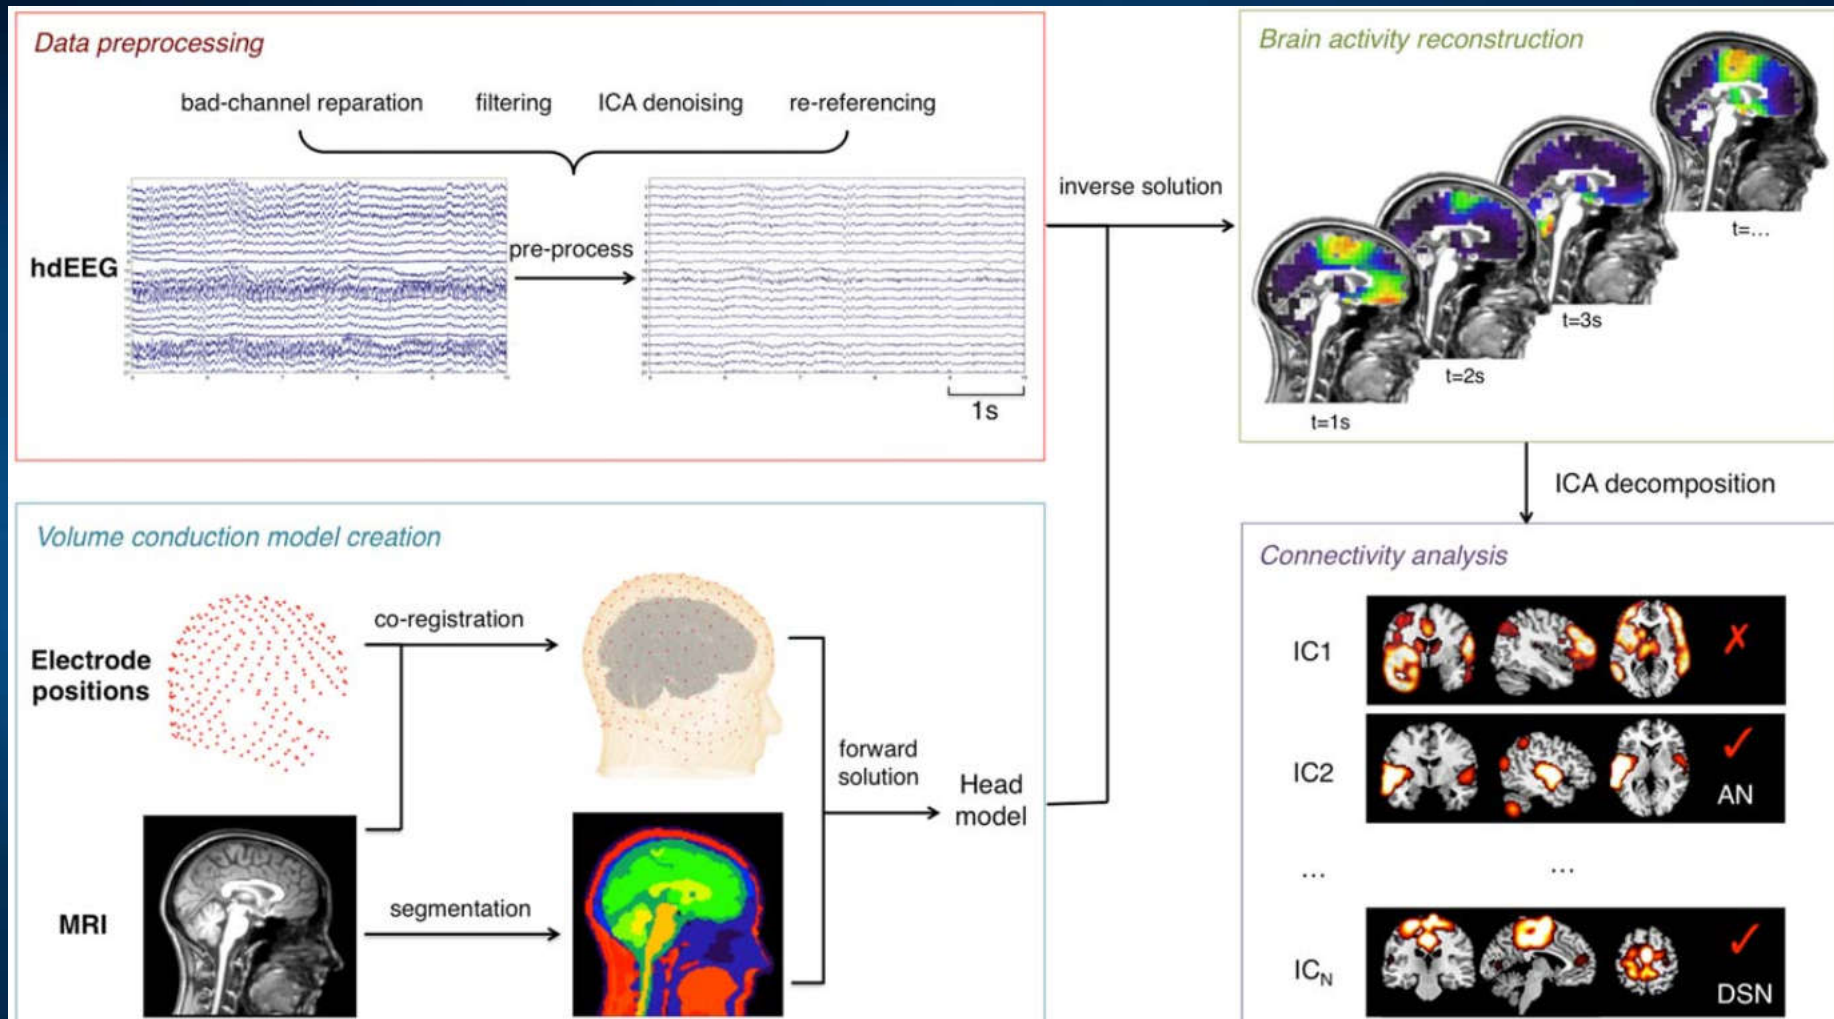 Data preprocessing
bad-channel reparation filtering ICA denoising re-referencing
hdEEG
pre-process
1s
inverse solution
Brain activity reconstruction
t=1s
t=2s
t=3s
t=...
ICA decomposition
Volume conduction model creation
Electrode
positions
co-registration
MRI
segmentation
forward
solution
Head
model
Connectivity analysis
IC1
✗
IC2
✓
AN
...
...
ICN
✓
DSN